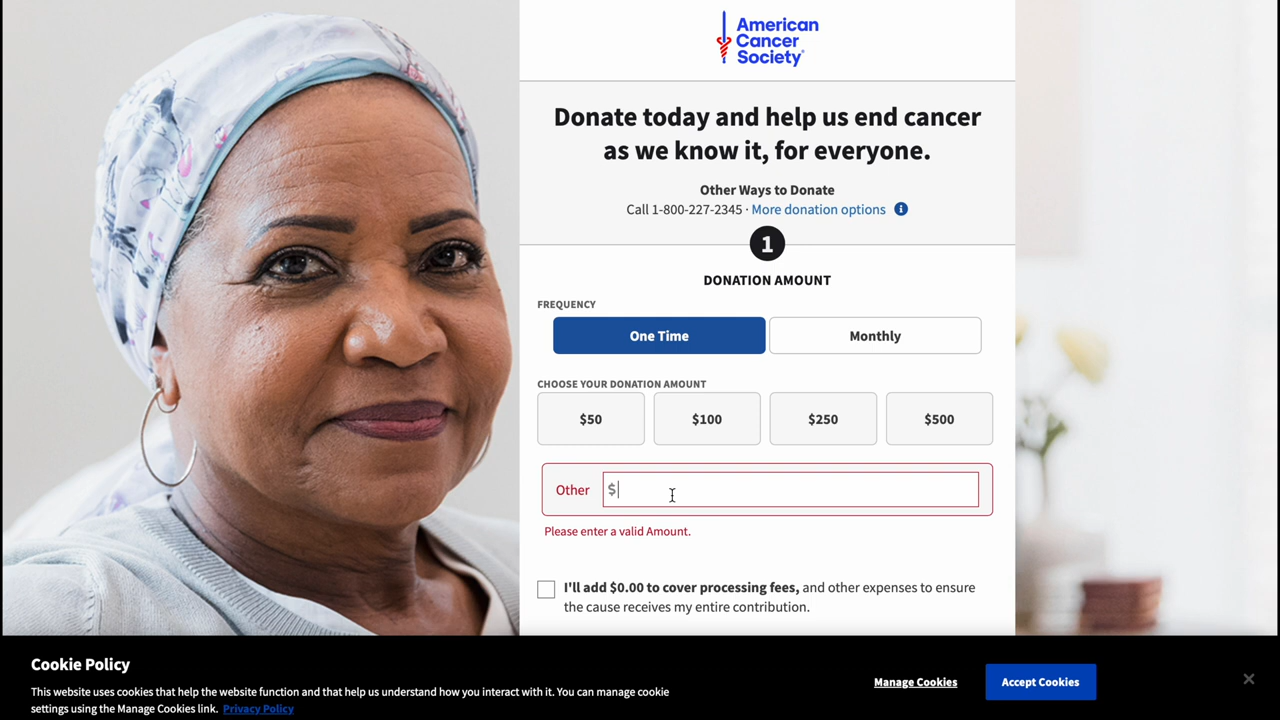 American
Cancer
Society®
Donate today and help us end cancer
as we know it, for everyone.
Other Ways to Donate
Call 1-800-227-2345 · More donation options
1
DONATION AMOUNT
FREQUENCY
One Time Monthly
CHOOSE YOUR DONATION AMOUNT
$50 $100 $250 $500
Other $
Please enter a valid Amount.
I'll add $0.00 to cover processing fees, and other expenses to ensure
the cause receives my entire contribution.
Cookie Policy
This website uses cookies that help the website function and that help us understand how you interact with it. You can manage cookie
settings using the Manage Cookies link. Privacy Policy
Manage Cookies Accept Cookies